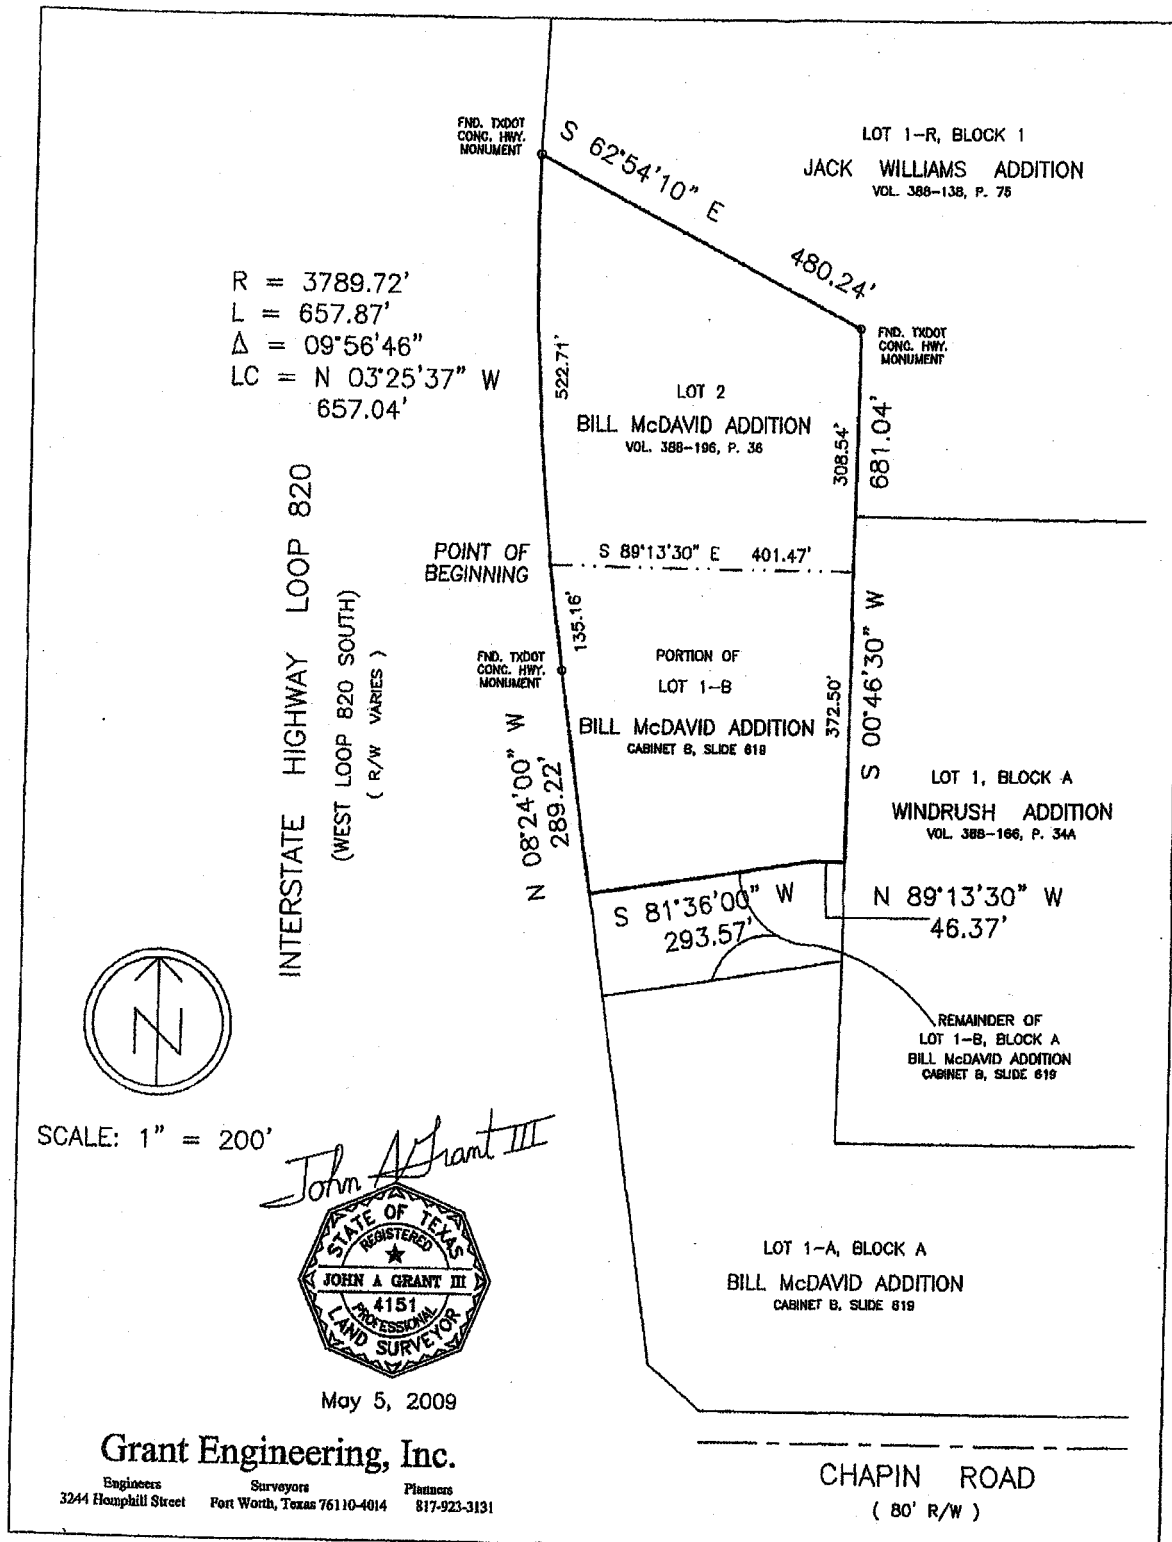 FND. TXDOT
CONC. HWY.
MONUMENT
S 62°54'10" E
480.24'
LOT 1-R, BLOCK 1
JACK WILLIAMS ADDITION
VOL. 388-138, P. 75
R = 3789.72'
L = 657.87'
Δ = 09°56'46"
LC = N 03°25'37" W
657.04'
FND. TXDOT
CONC. HWY.
MONUMENT
522.71'
LOT 2
BILL McDAVID ADDITION
VOL. 388-196, P. 36
308.54'
681.04'
INTERSTATE HIGHWAY LOOP 820
(WEST LOOP 820 SOUTH)
( R/W VARIES )
POINT OF
BEGINNING
S 89°13'30" E 401.47'
135.16'
FND. TXDOT
CONC. HWY.
MONUMENT
PORTION OF
LOT 1-B
BILL McDAVID ADDITION
CABINET B, SLIDE 619
372.50'
S 00°46'30" W
N 08°24'00" W
289.22'
LOT 1, BLOCK A
WINDRUSH ADDITION
VOL. 388-166, P. 34A
S 81°36'00" W
293.57'
N 89°13'30" W
46.37'
REMAINDER OF
LOT 1-B, BLOCK A
BILL McDAVID ADDITION
CABINET B, SLIDE 619
N
SCALE: 1" = 200'
John A Grant III
STATE OF TEXAS
REGISTERED
JOHN A GRANT III
4151
PROFESSIONAL
LAND SURVEYOR
May 5, 2009
LOT 1-A, BLOCK A
BILL McDAVID ADDITION
CABINET B, SLIDE 619
Grant Engineering, Inc.
Engineers Surveyors Planners
3244 Hemphill Street Fort Worth, Texas 76110-4014 817-923-3131
CHAPIN ROAD
( 80' R/W )